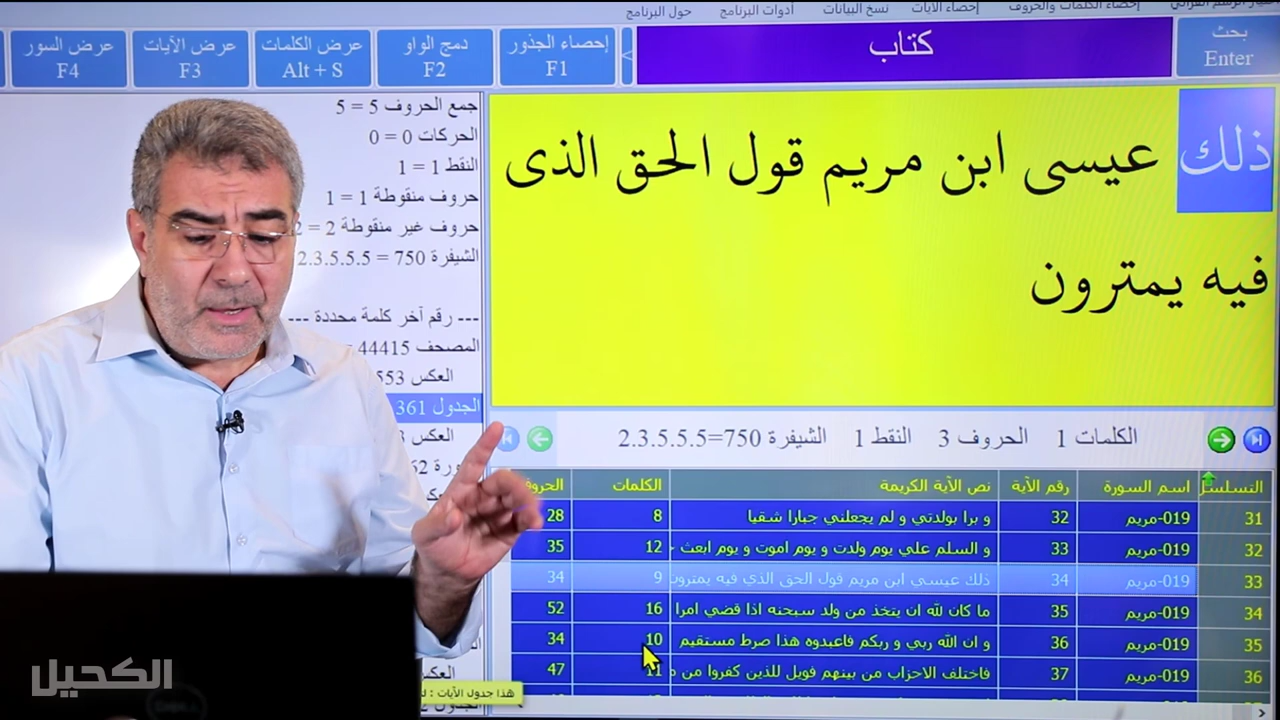 إحصاء الكلمات والحروف إحصاء الآيات نسخ البيانات أدوات البرنامج حول البرنامج
بحث Enter
كتاب
إحصاء الجذور F1
دمج الواو F2
عرض الكلمات Alt + S
عرض الآيات F3
عرض السور F4
ذلك عيسى ابن مريم قول الحق الذى
فيه يمترون
جمع الحروف 5 = 5
الحركات 0 = 0
النقط 1 = 1
حروف منقوطة 1 = 1
حروف غير منقوطة 2 = 2
الشيفرة 750 = 2.3.5.5.5
--- رقم آخر كلمة محددة ---
المصحف 44415 =
العكس 553
الجدول 361
العكس
الكلمات 1 الحروف 3 النقط 1 الشيفرة 750=2.3.5.5.5
التسلسل اسم السورة رقم الآية نص الآية الكريمة الكلمات الحروف
31 019-مريم 32 و برا بولدتي و لم يجعلني جبارا شقيا 8 28
32 019-مريم 33 و السلم علي يوم ولدت و يوم اموت و يوم ابعث 12 35
33 019-مريم 34 ذلك عيسي ابن مريم قول الحق الذي فيه يمترون 9 34
34 019-مريم 35 ما كان لله ان يتخذ من ولد سبحنه اذا قضي امرا 16 52
35 019-مريم 36 و ان الله ربي و ربكم فاعبدوه هذا صرط مستقيم 10 34
36 019-مريم 37 فاختلف الاحزاب من بينهم فويل للذين كفروا من 11 47
هذا جدول الآيات :
الكحيل